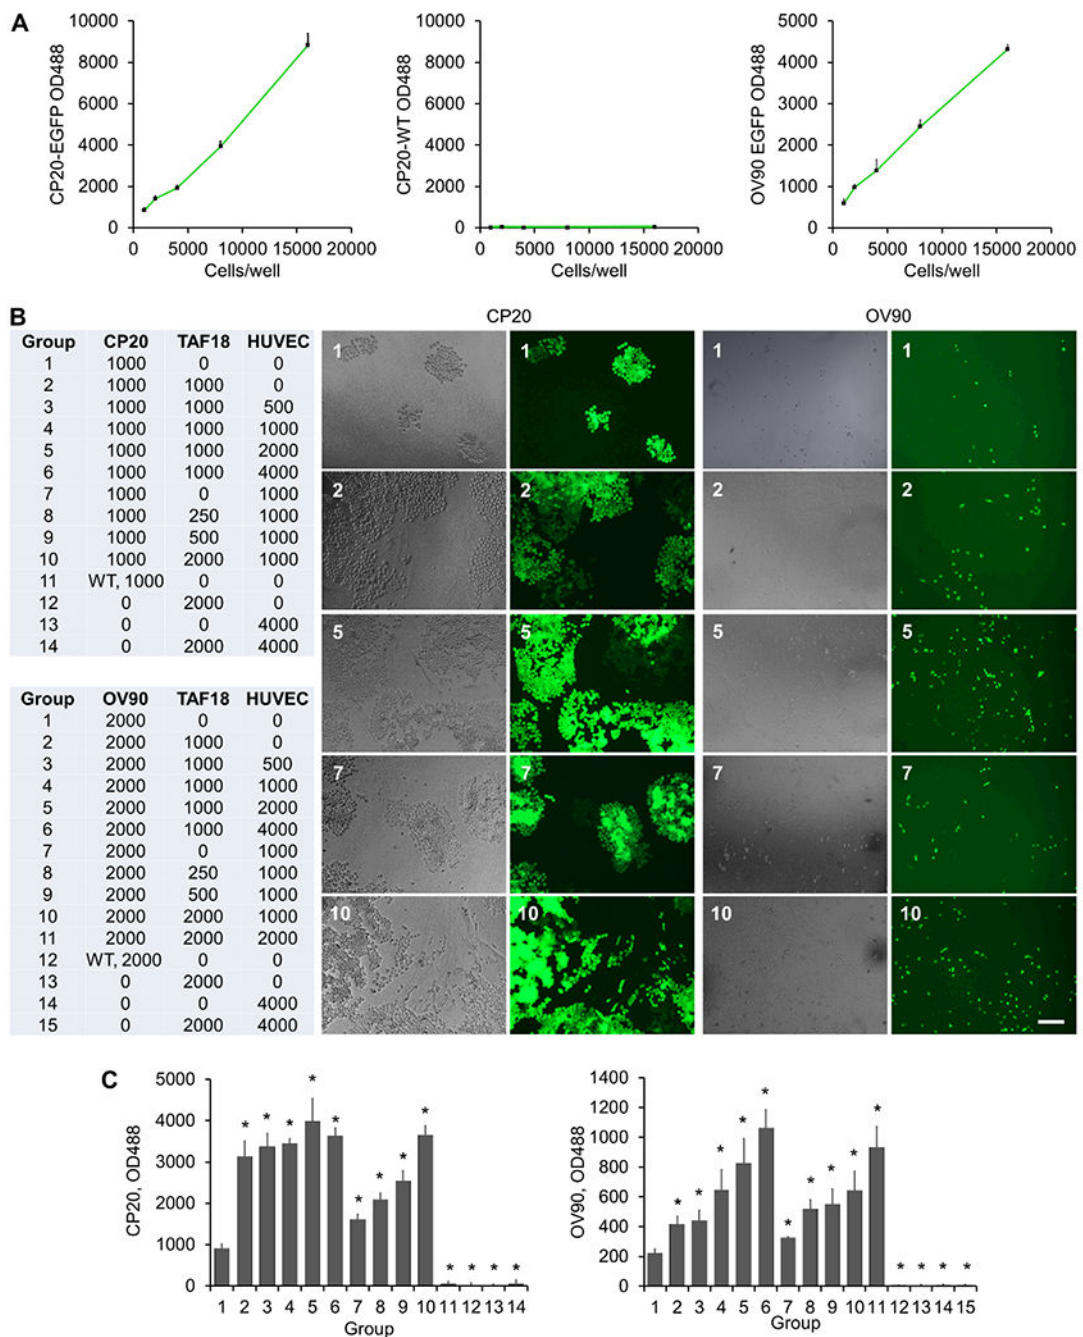 A
CP20-EGFP OD488
10000
8000
6000
4000
2000
0
0 5000 10000 15000 20000
Cells/well
CP20-WT OD488
10000
8000
6000
4000
2000
0
0 5000 10000 15000 20000
Cells/well
OV90 EGFP OD488
5000
4000
3000
2000
1000
0
0 5000 10000 15000 20000
Cells/well
B
Group CP20 TAF18 HUVEC
1 1000 0 0
2 1000 1000 0
3 1000 1000 500
4 1000 1000 1000
5 1000 1000 2000
6 1000 1000 4000
7 1000 0 1000
8 1000 250 1000
9 1000 500 1000
10 1000 2000 1000
11 WT, 1000 0 0
12 0 2000 0
13 0 0 4000
14 0 2000 4000
Group OV90 TAF18 HUVEC
1 2000 0 0
2 2000 1000 0
3 2000 1000 500
4 2000 1000 1000
5 2000 1000 2000
6 2000 1000 4000
7 2000 0 1000
8 2000 250 1000
9 2000 500 1000
10 2000 2000 1000
11 2000 2000 2000
12 WT, 2000 0 0
13 0 2000 0
14 0 0 4000
15 0 2000 4000
CP20 OV90
1 1 1 1
2 2 2 2
5 5 5 5
7 7 7 7
10 10 10 10
C
CP20, OD488
5000
4000
3000
2000
1000
0
* * * * * * * * * * * * *
1 2 3 4 5 6 7 8 9 10 11 12 13 14
Group
OV90, OD488
1400
1200
1000
800
600
400
200
0
* * * * * * * * * * * * * *
1 2 3 4 5 6 7 8 9 10 11 12 13 14 15
Group